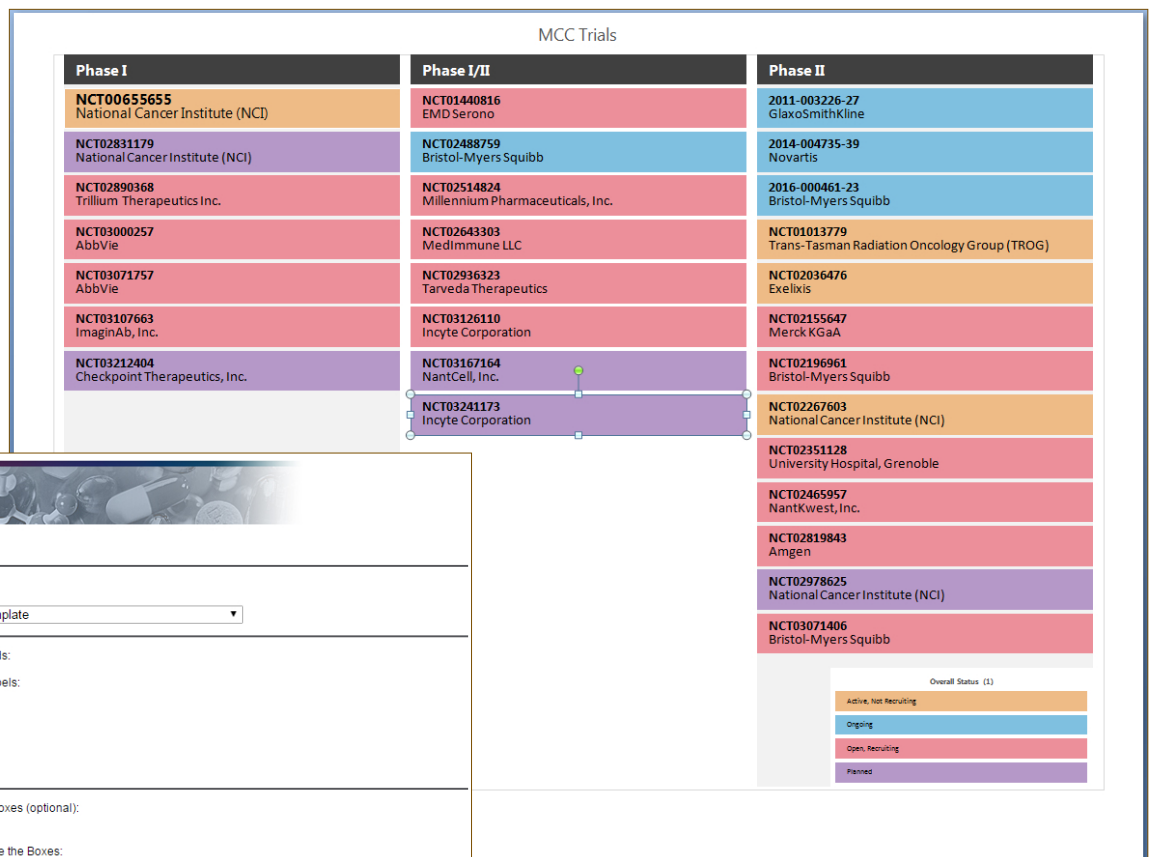 MCC Trials
Phase I
NCT00655655
National Cancer Institute (NCI)
NCT02831179
National Cancer Institute (NCI)
NCT02890368
Trillium Therapeutics Inc.
NCT03000257
AbbVie
NCT03071757
AbbVie
NCT03107663
ImaginAb, Inc.
NCT03212404
Checkpoint Therapeutics, Inc.
Phase I/II
NCT01440816
EMD Serono
NCT02488759
Bristol-Myers Squibb
NCT02514824
Millennium Pharmaceuticals, Inc.
NCT02643303
MedImmune LLC
NCT02936323
Tarveda Therapeutics
NCT03126110
Incyte Corporation
NCT03167164
NantCell, Inc.
NCT03241173
Incyte Corporation
Phase II
2011-003226-27
GlaxoSmithKline
2014-004735-39
Novartis
2016-000461-23
Bristol-Myers Squibb
NCT01013779
Trans-Tasman Radiation Oncology Group (TROG)
NCT02036476
Exelixis
NCT02155647
Merck KGaA
NCT02196961
Bristol-Myers Squibb
NCT02267603
National Cancer Institute (NCI)
NCT02351128
University Hospital, Grenoble
NCT02465957
NantKwest, Inc.
NCT02819843
Amgen
NCT02978625
National Cancer Institute (NCI)
NCT03071406
Bristol-Myers Squibb
Overall Status (1)
Active, Not Recruiting
Ongoing
Open, Recruiting
Planned
plate
ls:
els:
oxes (optional):
e the Boxes: